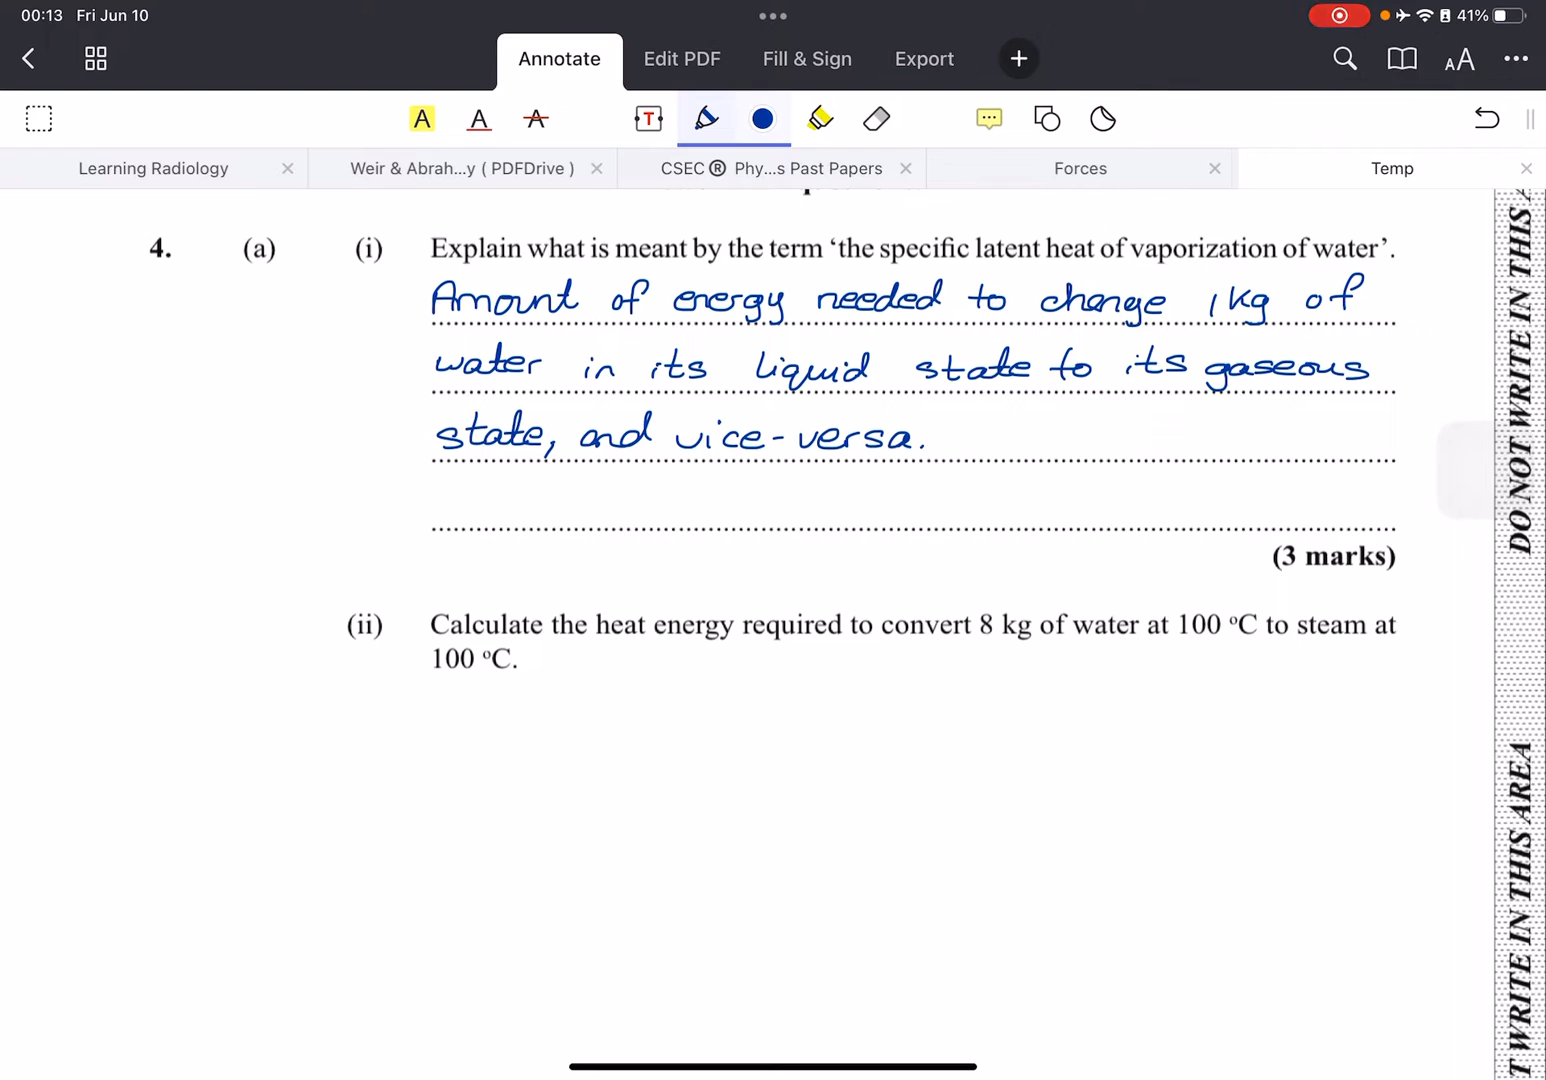 00:13 Fri Jun 10
41%
Annotate Edit PDF Fill & Sign Export
Learning Radiology
Weir & Abrah...y ( PDFDrive )
CSEC ® Phy...s Past Papers
Forces
Temp
4. (a) (i) Explain what is meant by the term ‘the specific latent heat of vaporization of water’.
Amount of energy needed to change 1 kg of
water in its liquid state to its gaseous
state, and vice-versa.
(3 marks)
(ii) Calculate the heat energy required to convert 8 kg of water at 100 °C to steam at
100 °C.
DO NOT WRITE IN THIS
T WRITE IN THIS AREA